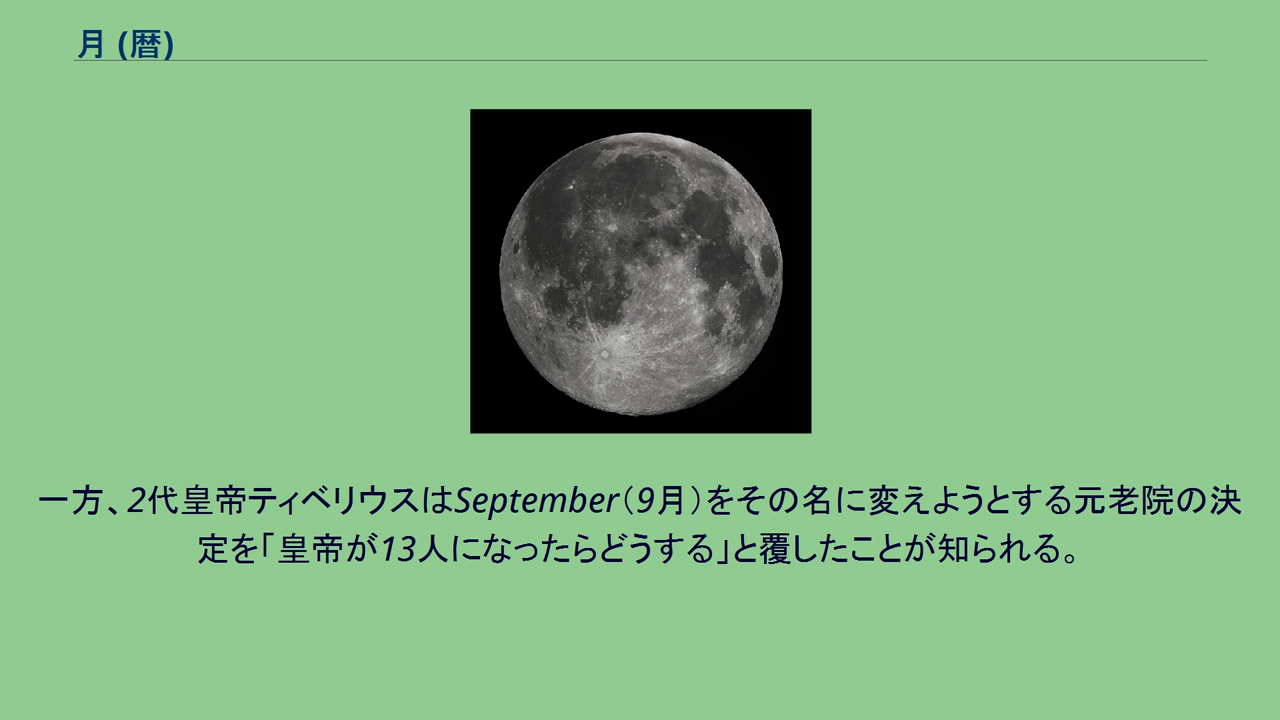 月 (暦)
一方、2代皇帝ティベリウスはSeptember（9月）をその名に変えようとする元老院の決
定を「皇帝が13人になったらどうする」と覆したことが知られる。